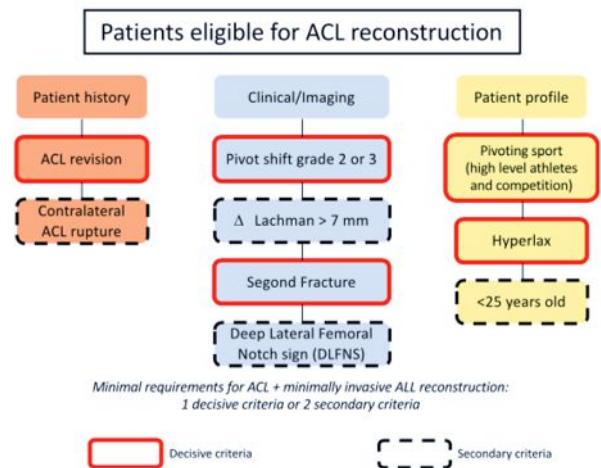 Patients eligible for ACL reconstruction
Patient history
ACL revision
Contralateral
ACL rupture
Clinical/Imaging
Pivot shift grade 2 or 3
Δ Lachman > 7 mm
Segond Fracture
Deep Lateral Femoral
Notch sign (DLFNS)
Patient profile
Pivoting sport
(high level athletes
and competition)
Hyperlax
<25 years old
Minimal requirements for ACL + minimally invasive ALL reconstruction:
1 decisive criteria or 2 secondary criteria
Decisive criteria
Secondary criteria